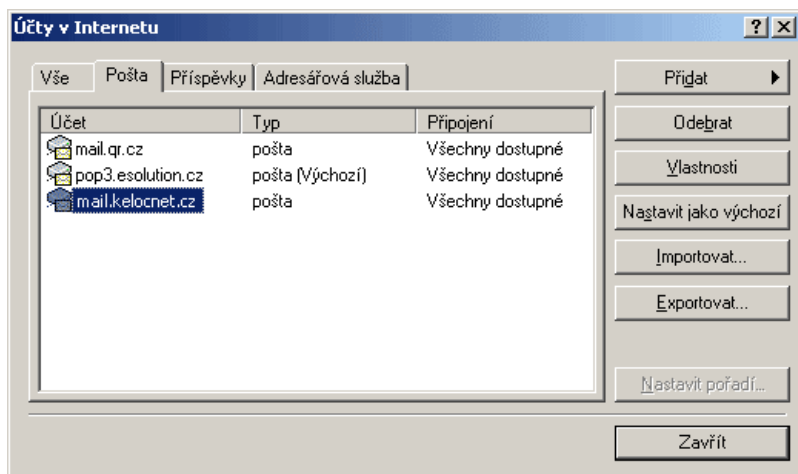 Účty v Internetu
Vše Pošta Příspěvky Adresářová služba
Účet Typ Připojení
mail.qr.cz pošta Všechny dostupné
pop3.esolution.cz pošta (Výchozí) Všechny dostupné
mail.kelocnet.cz pošta Všechny dostupné
Přidat
Odebrat
Vlastnosti
Nastavit jako výchozí
Importovat...
Exportovat...
Nastavit pořadí...
Zavřít